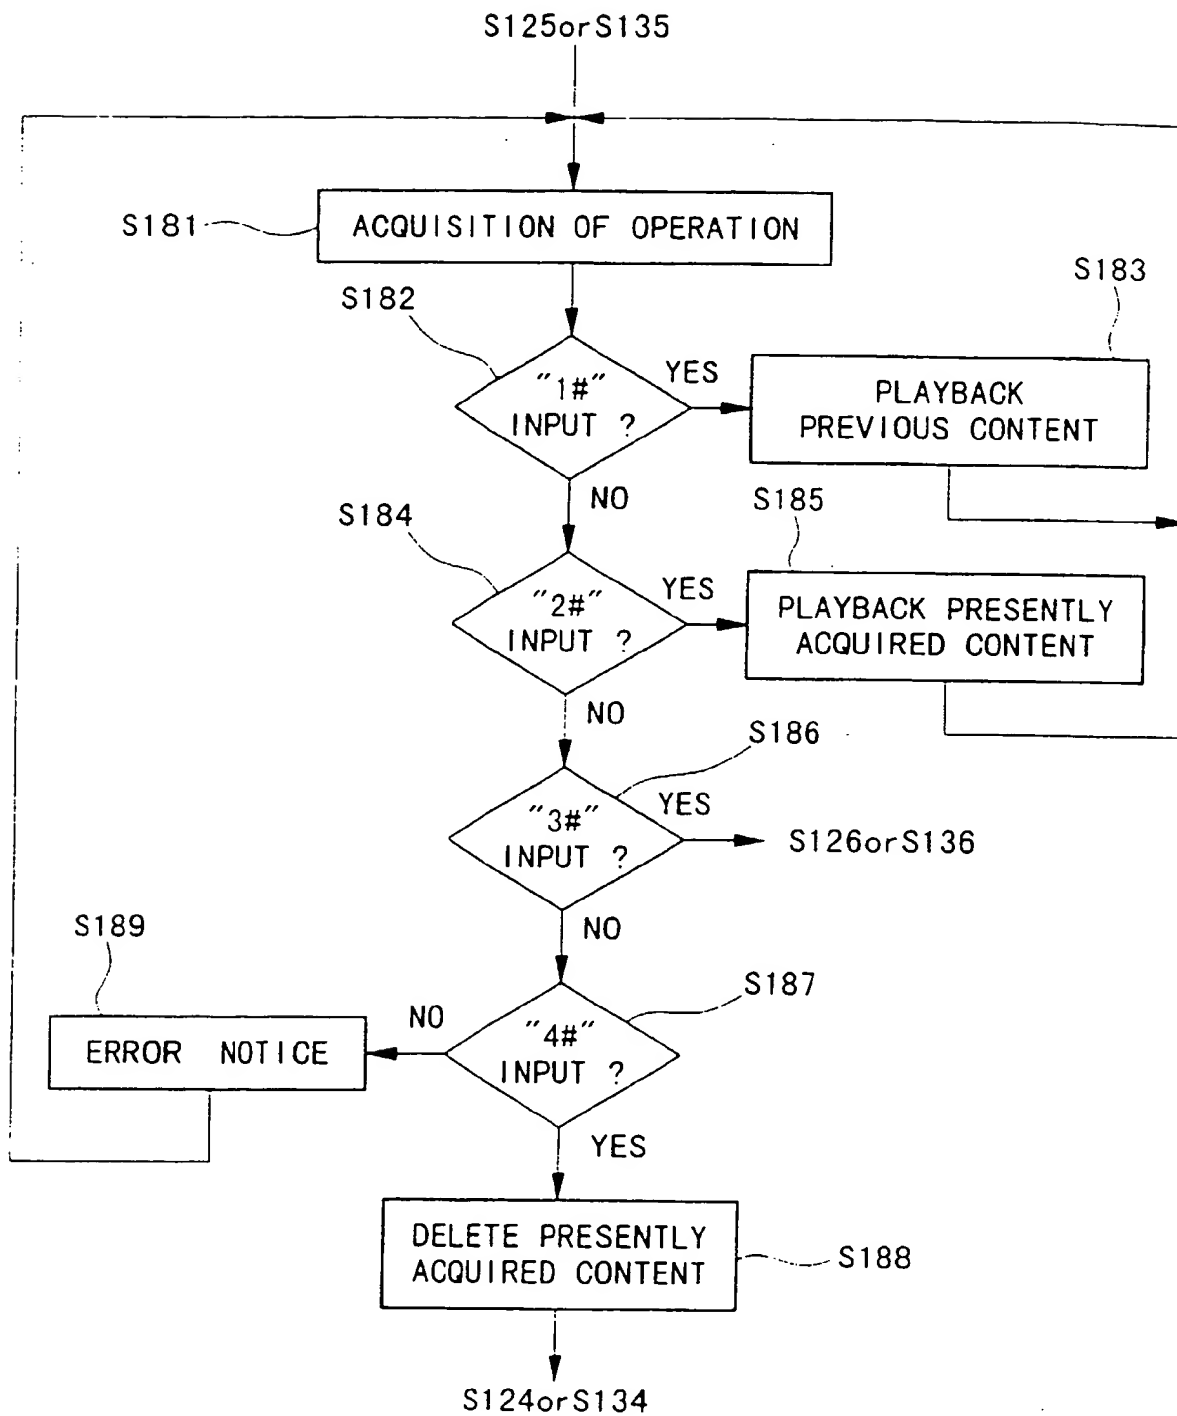 S125orS135
S181
ACQUISITION OF OPERATION
S182
S183
"1#"
INPUT ?
YES
PLAYBACK
PREVIOUS CONTENT
NO
S184
S185
"2#"
INPUT ?
YES
PLAYBACK PRESENTLY
ACQUIRED CONTENT
NO
S186
"3#"
INPUT ?
YES
S126orS136
NO
S189
S187
"4#"
INPUT ?
NO
ERROR NOTICE
YES
DELETE PRESENTLY
ACQUIRED CONTENT
S188
S124orS134